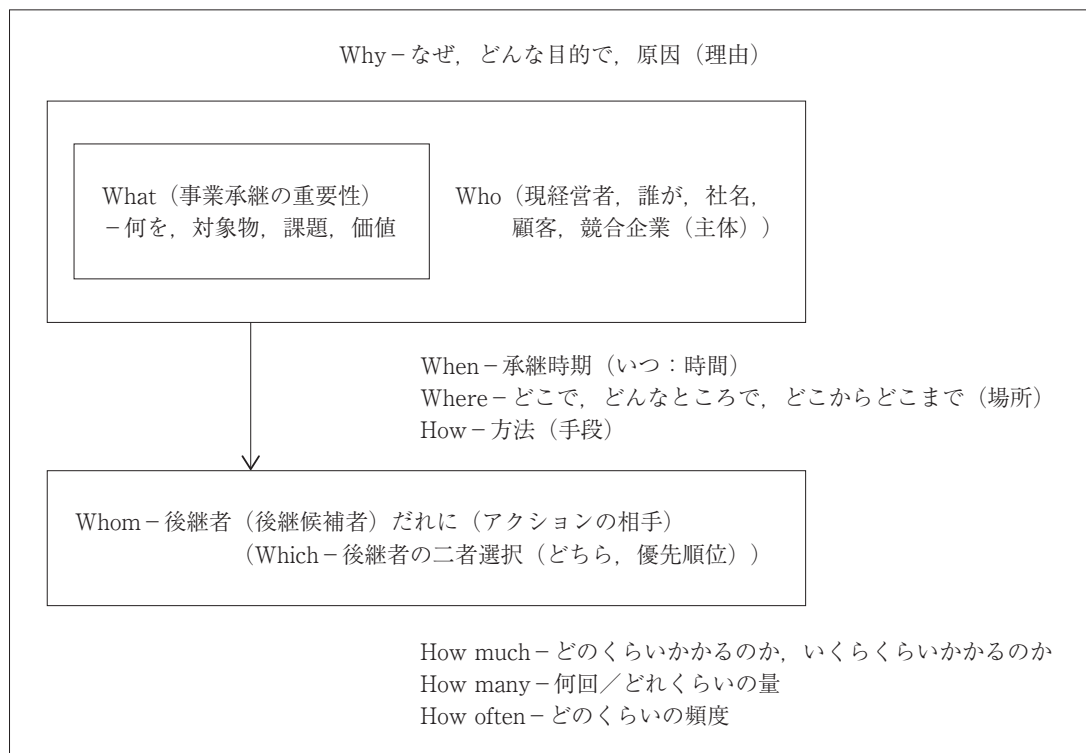 Why－なぜ，どんな目的で，原因（理由）
What（事業承継の重要性）
－何を，対象物，課題，価値
Who（現経営者，誰が，社名，
顧客，競合企業（主体））
When－承継時期（いつ：時間）
Where－どこで，どんなところで，どこからどこまで（場所）
How－方法（手段）
Whom－後継者（後継候補者）だれに（アクションの相手）
（Which－後継者の二者選択（どちら，優先順位））
How much－どのくらいかかるのか，いくらくらいかかるのか
How many－何回／どれくらいの量
How often－どのくらいの頻度